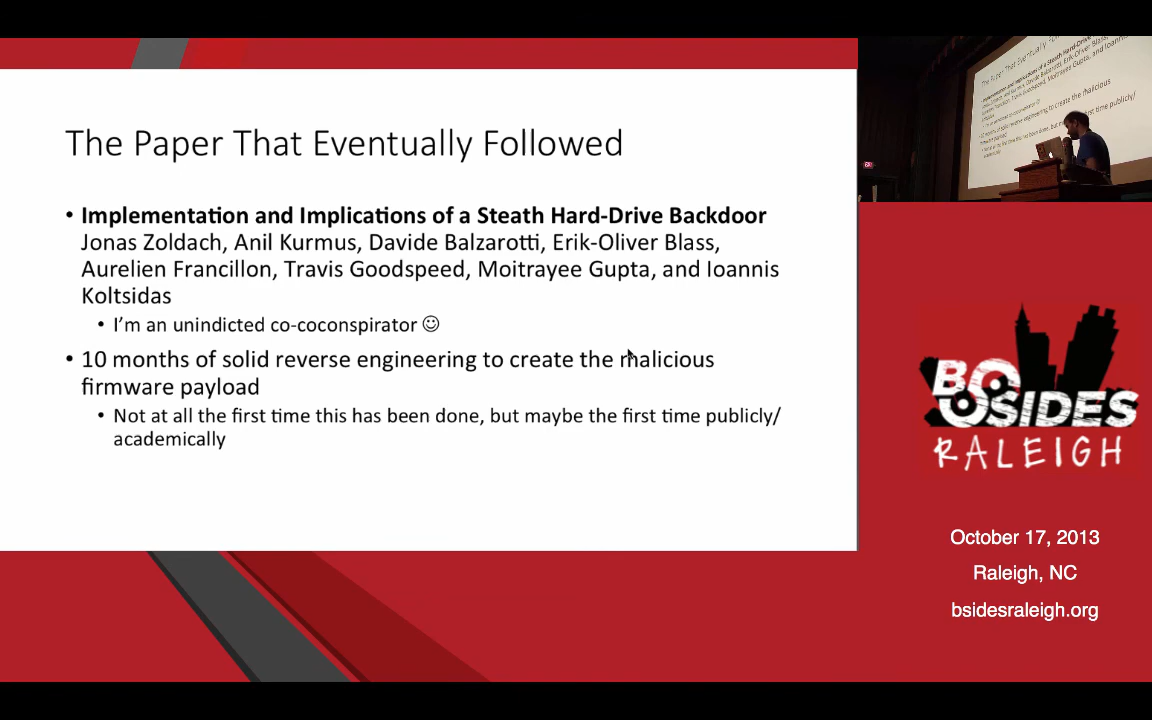 The Paper That Eventually Followed
• Implementation and Implications of a Steath Hard-Drive Backdoor
Jonas Zoldach, Anil Kurmus, Davide Balzarotti, Erik-Oliver Blass,
Aurelien Francillon, Travis Goodspeed, Moitrayee Gupta, and Ioannis
Koltsidas
• I'm an unindicted co-coconspirator ☺
• 10 months of solid reverse engineering to create the malicious
firmware payload
• Not at all the first time this has been done, but maybe the first time publicly/
academically
BSIDES
RALEIGH
October 17, 2013
Raleigh, NC
bsidesraleigh.org